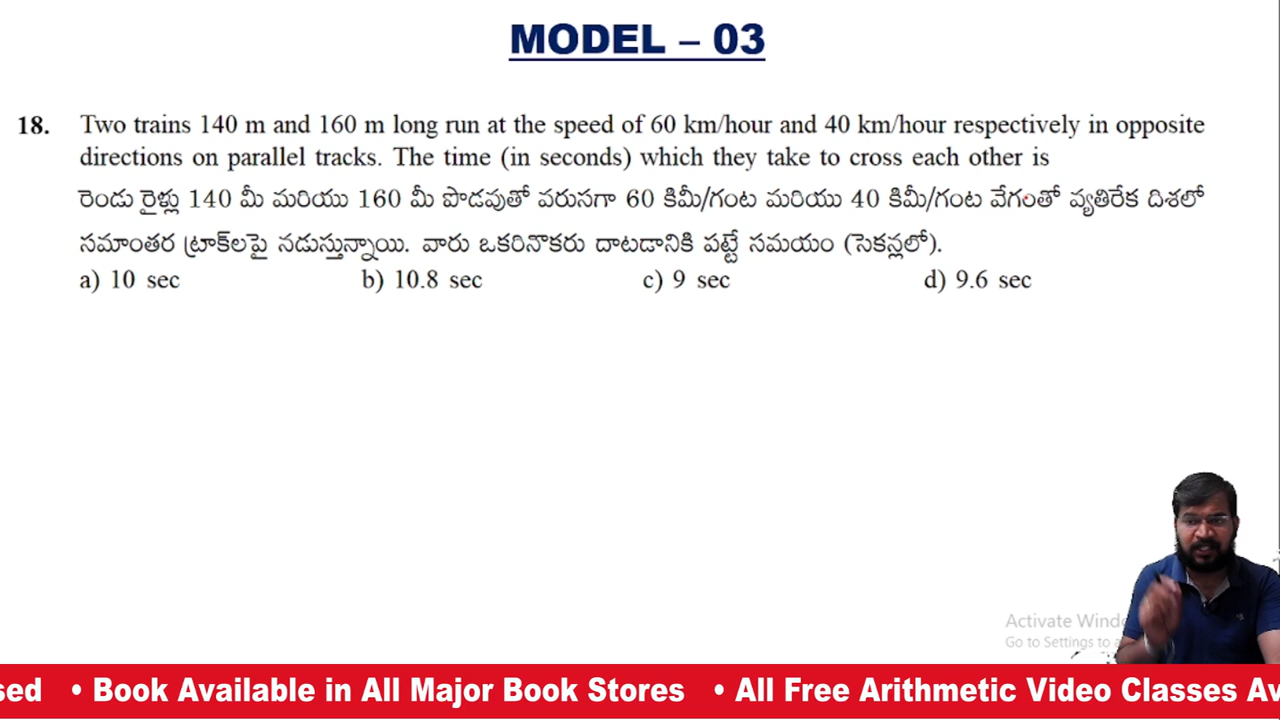 MODEL – 03
18. Two trains 140 m and 160 m long run at the speed of 60 km/hour and 40 km/hour respectively in opposite
directions on parallel tracks. The time (in seconds) which they take to cross each other is
రెండు రైళ్లు 140 మీ మరియు 160 మీ పొడవుతో వరుసగా 60 కిమీ/గంట మరియు 40 కిమీ/గంట వేగంతో వ్యతిరేక దిశలో
సమాంతర ట్రాక్‌లపై నడుస్తున్నాయి. వారు ఒకరినొకరు దాటడానికి పట్టే సమయం (సెకన్లలో).
a) 10 sec b) 10.8 sec c) 9 sec d) 9.6 sec
Activate
Go to Settings to
• Book Available in All Major Book Stores • All Free Arithmetic Video Classes